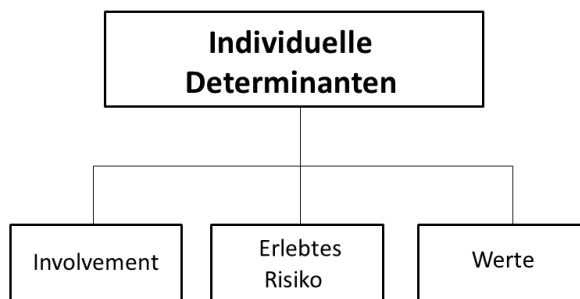 Individuelle
Determinanten
Involvement
Erlebtes
Risiko
Werte